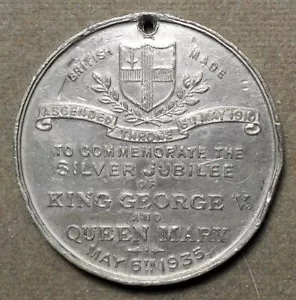 BRITISH MADE
ASCENDED THRONE 6TH MAY 1910
TO COMMEMORATE THE
SILVER JUBILEE
OF
KING GEORGE V.
AND
QUEEN MARY
MAY 6TH 1935.